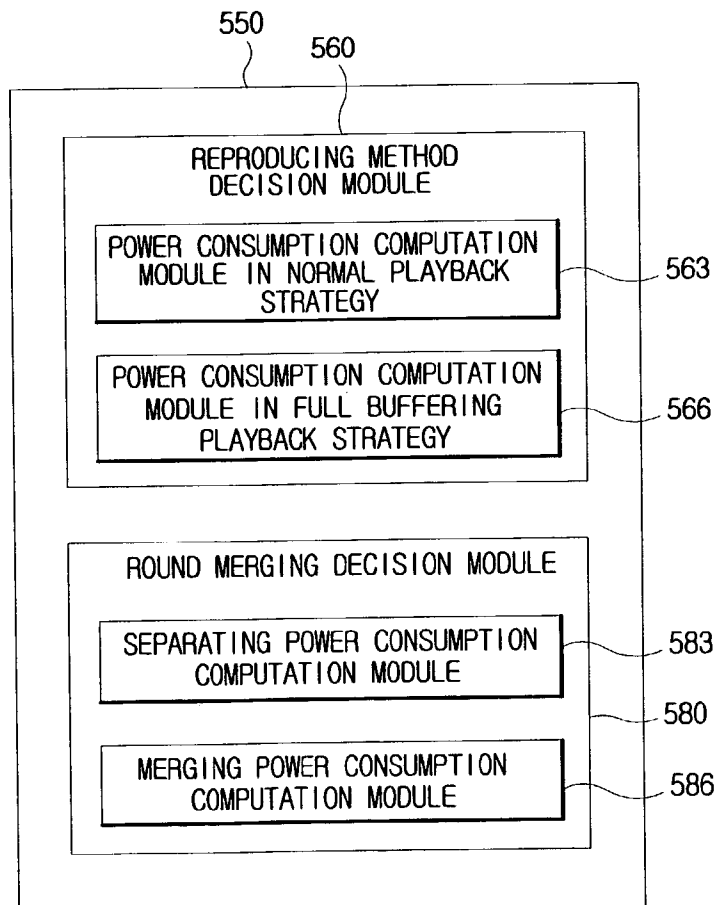 550
560
REPRODUCING METHOD
DECISION MODULE
POWER CONSUMPTION COMPUTATION
MODULE IN NORMAL PLAYBACK
STRATEGY
563
POWER CONSUMPTION COMPUTATION
MODULE IN FULL BUFFERING
PLAYBACK STRATEGY
566
ROUND MERGING DECISION MODULE
SEPARATING POWER CONSUMPTION
COMPUTATION MODULE
583
580
MERGING POWER CONSUMPTION
COMPUTATION MODULE
586